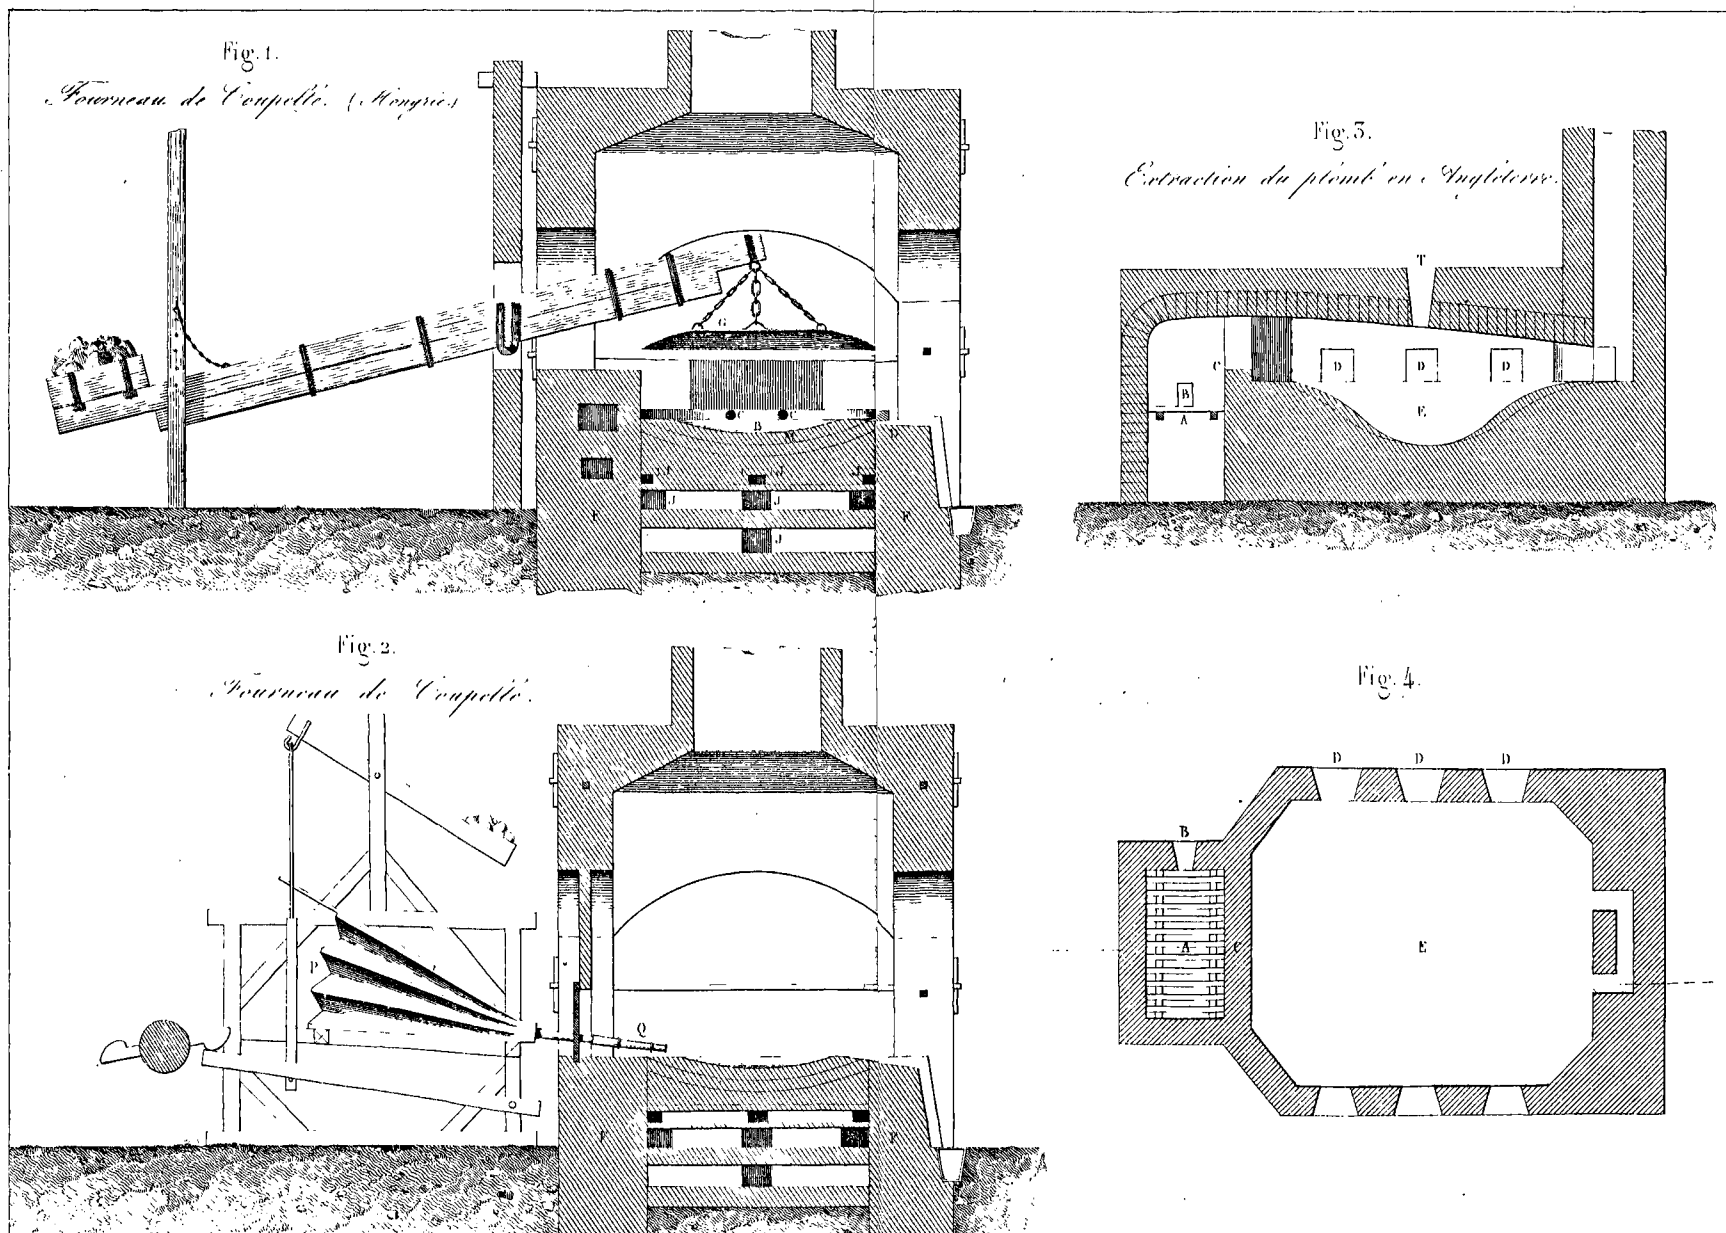 Fig. 1.
Fourneau de Coupelle. (Hongrie)
G
C C
B
M
D
J J
J
F F
Fig. 2.
Fourneau de Coupelle.
P
Q
F F
Fig. 3.
Extraction du plomb en Angleterre.
T
C D D D
B
A
E
Fig. 4.
D D D
B
A C E